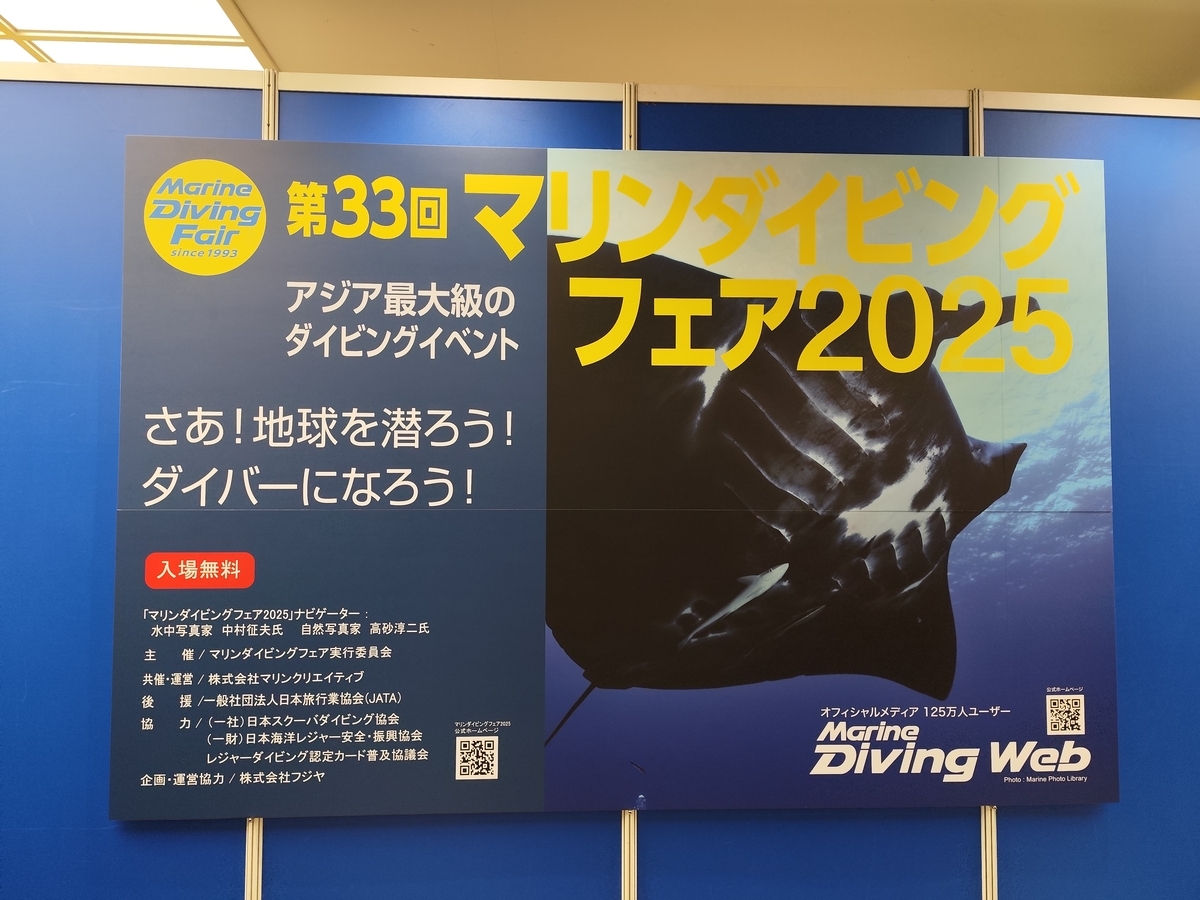 Marine
Diving
Fair
since 1993
第33回 マリンダイビング
フェア2025
アジア最大級の
ダイビングイベント
さあ！地球を潜ろう！
ダイバーになろう！
入場無料
「マリンダイビングフェア2025」ナビゲーター：
水中写真家 中村征夫氏 自然写真家 高砂淳二氏
主 催 / マリンダイビングフェア実行委員会
共催・運営 / 株式会社マリンクリエイティブ
後 援 /一般社団法人日本旅行業協会(JATA)
協 力 / (一社)日本スクーバダイビング協会
(一財)日本海洋レジャー安全・振興協会
レジャーダイビング認定カード普及協議会
企画・運営協力 / 株式会社フジヤ
マリンダイビングフェア2025
公式ホームページ
公式ホームページ
オフィシャルメディア 125万人ユーザー
Marine
Diving Web
Photo : Marine Photo Library